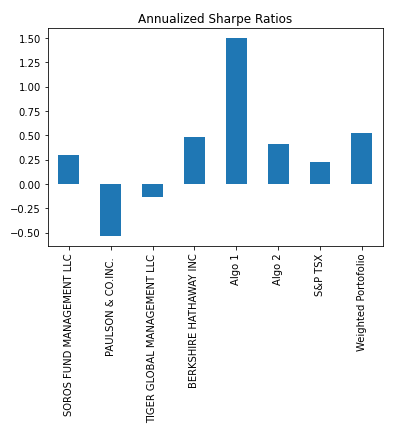 Annualized Sharpe Ratios
1.50
1.25
1.00
0.75
0.50
0.25
0.00
−0.25
−0.50
SOROS FUND MANAGEMENT LLC
PAULSON & CO.INC.
TIGER GLOBAL MANAGEMENT LLC
BERKSHIRE HATHAWAY INC
Algo 1
Algo 2
S&P TSX
Weighted Portofolio